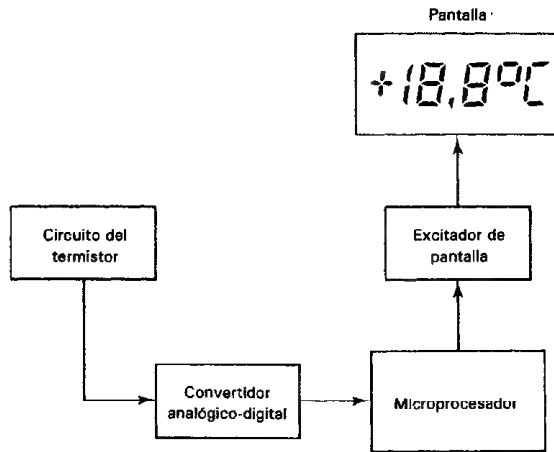 Pantalla
+18,8°C
Circuito del
termistor
Excitador de
pantalla
Convertidor
analógico-digital
Microprocesador